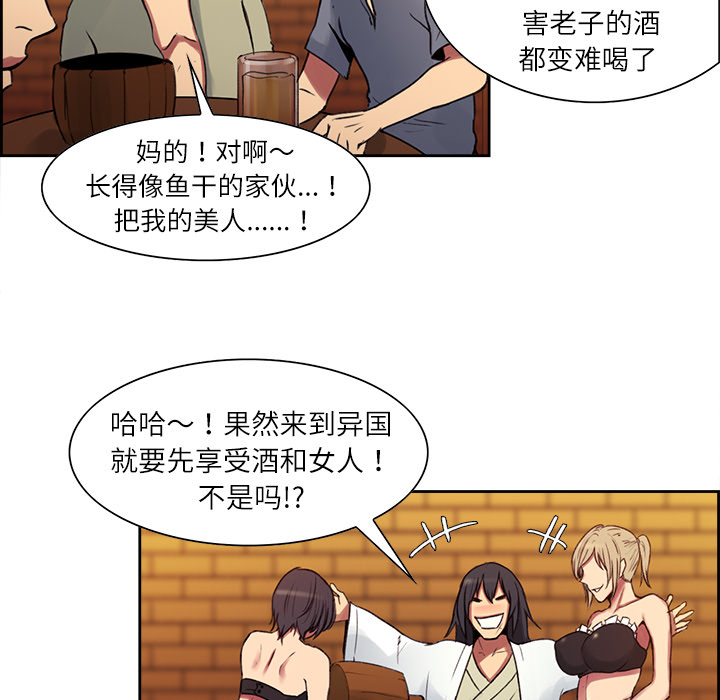 害老子的酒
都变难喝了
妈的！对啊～
长得像鱼干的家伙...！
把我的美人......！
哈哈～！果然来到异国
就要先享受酒和女人！
不是吗!?